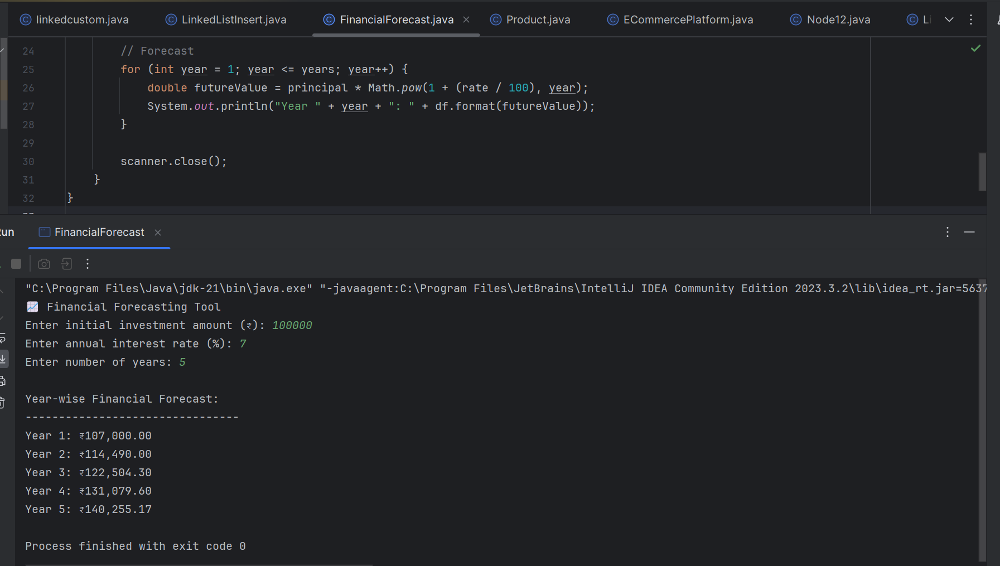 linkedcustom.java LinkedListInsert.java FinancialForecast.java Product.java ECommercePlatform.java Node12.java Li
24 // Forecast
25 for (int year = 1; year <= years; year++) {
26 double futureValue = principal * Math.pow(1 + (rate / 100), year);
27 System.out.println("Year " + year + ": " + df.format(futureValue));
28 }
29
30 scanner.close();
31 }
32 }
un FinancialForecast
"C:\Program Files\Java\jdk-21\bin\java.exe" "-javaagent:C:\Program Files\JetBrains\IntelliJ IDEA Community Edition 2023.3.2\lib\idea_rt.jar=5637
📈 Financial Forecasting Tool
Enter initial investment amount (₹): 100000
Enter annual interest rate (%): 7
Enter number of years: 5
Year-wise Financial Forecast:
--------------------------------
Year 1: ₹107,000.00
Year 2: ₹114,490.00
Year 3: ₹122,504.30
Year 4: ₹131,079.60
Year 5: ₹140,255.17
Process finished with exit code 0